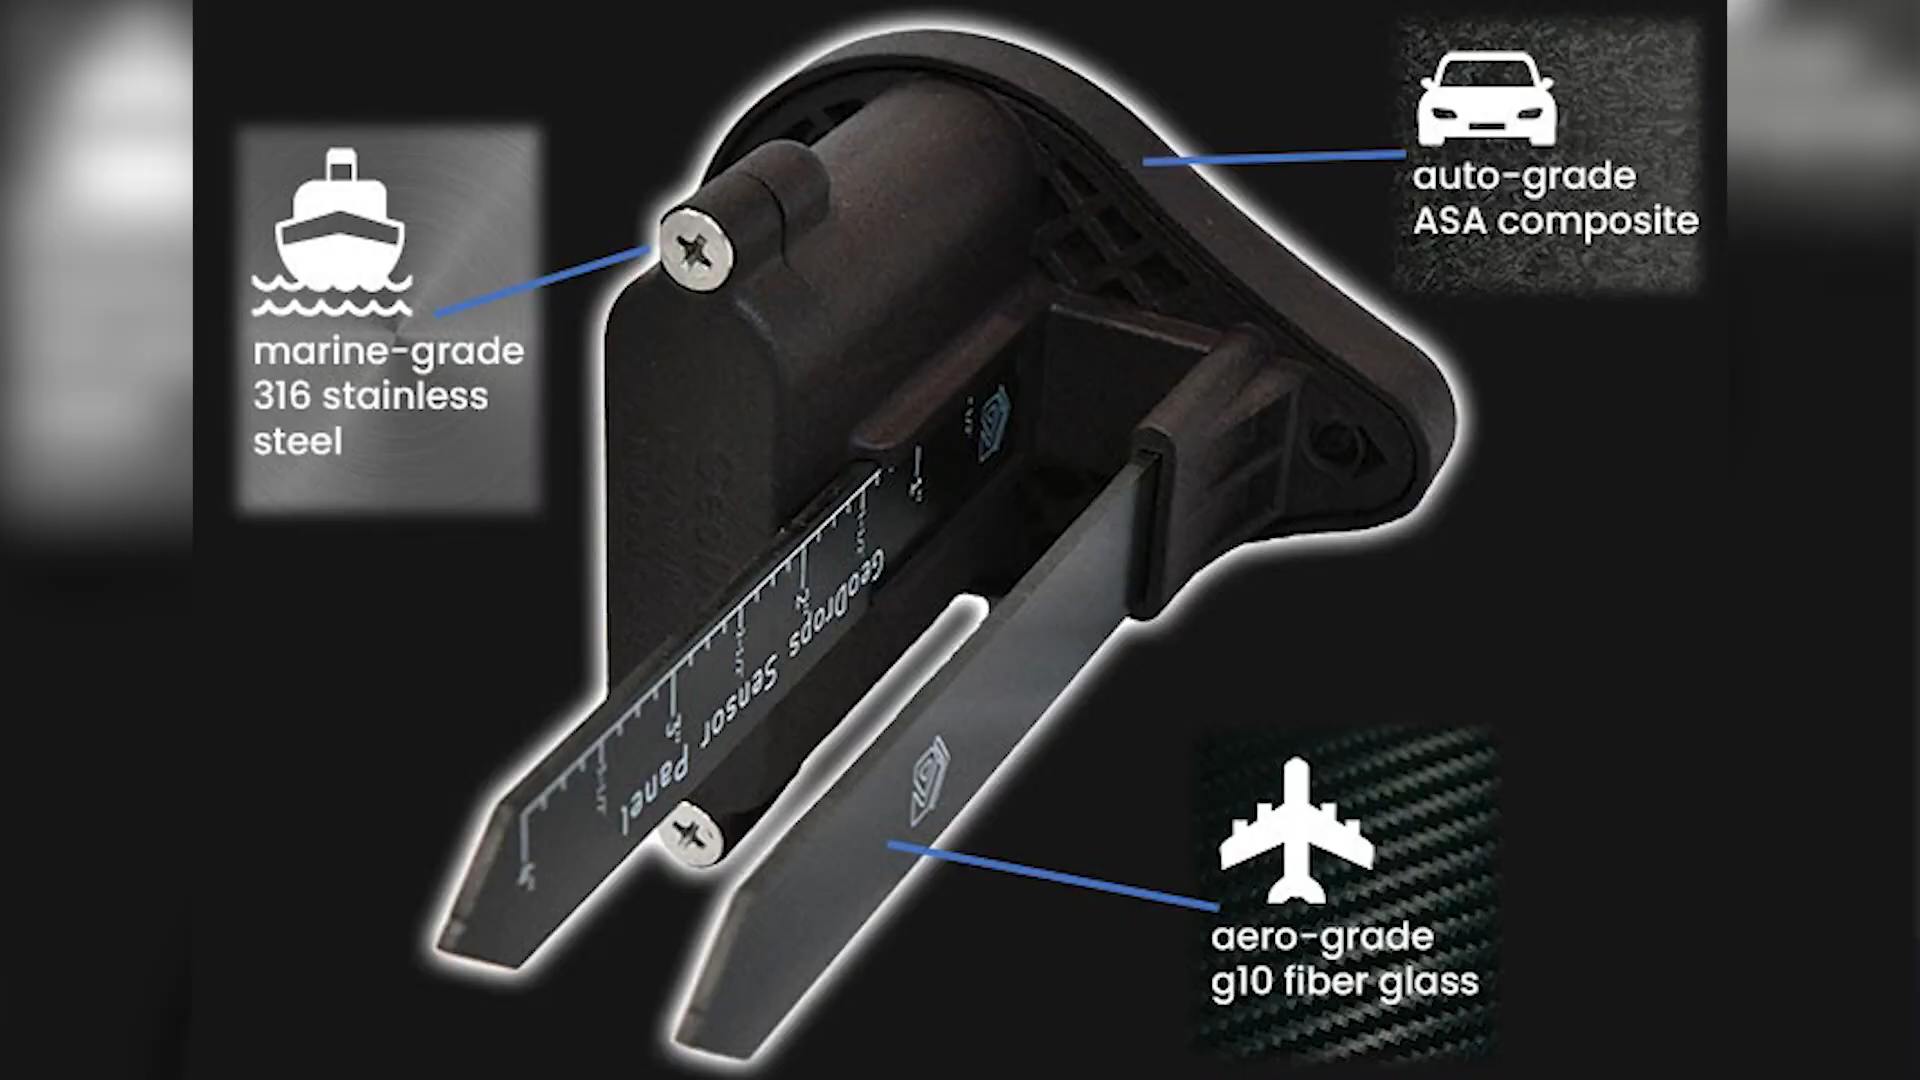 marine-grade
316 stainless
steel
auto-grade
ASA composite
GeoDrops Sensor Panel
aero-grade
g10 fiber glass